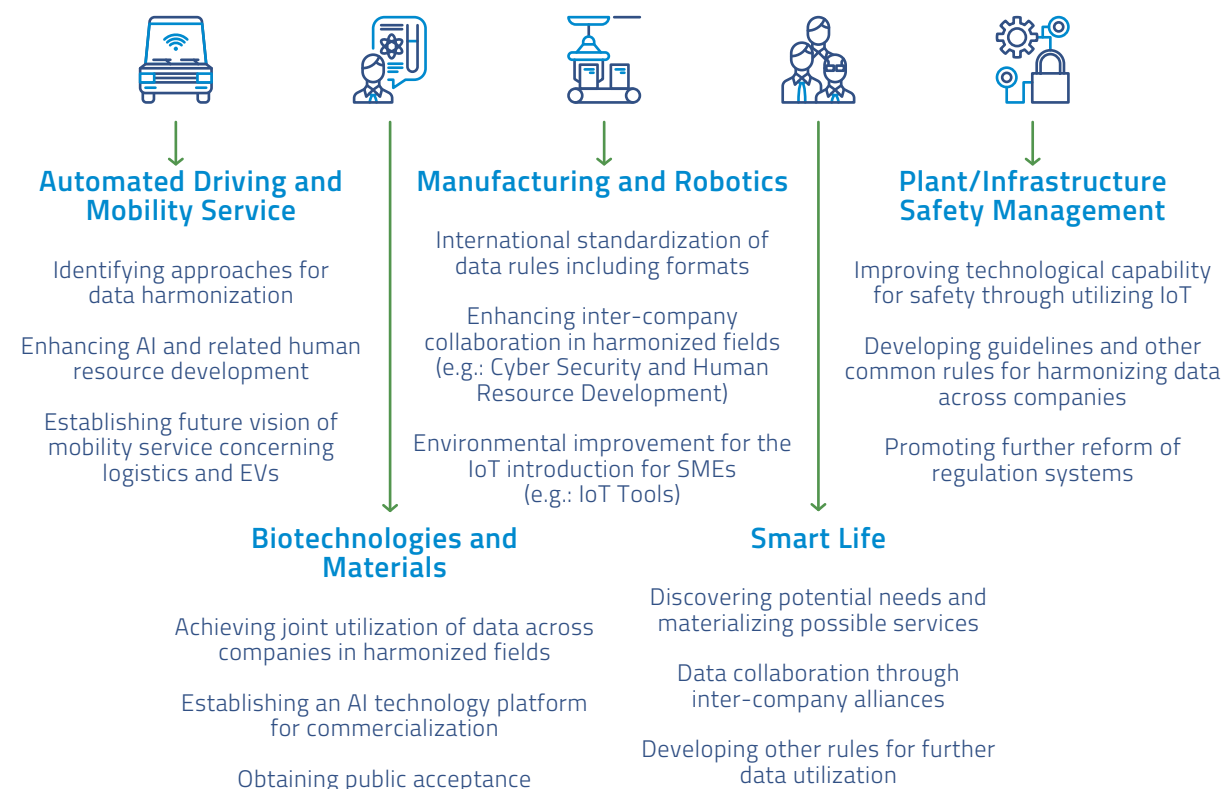 Automated Driving and
Mobility Service
Identifying approaches for
data harmonization
Enhancing AI and related human
resource development
Establishing future vision of
mobility service concerning
logistics and EVs
Manufacturing and Robotics
International standardization of
data rules including formats
Enhancing inter-company
collaboration in harmonized fields
(e.g.: Cyber Security and Human
Resource Development)
Environmental improvement for the
IoT introduction for SMEs
(e.g.: IoT Tools)
Plant/Infrastructure
Safety Management
Improving technological capability
for safety through utilizing IoT
Developing guidelines and other
common rules for harmonizing data
across companies
Promoting further reform of
regulation systems
Biotechnologies and
Materials
Achieving joint utilization of data across
companies in harmonized fields
Establishing an AI technology platform
for commercialization
Obtaining public acceptance
Smart Life
Discovering potential needs and
materializing possible services
Data collaboration through
inter-company alliances
Developing other rules for further
data utilization